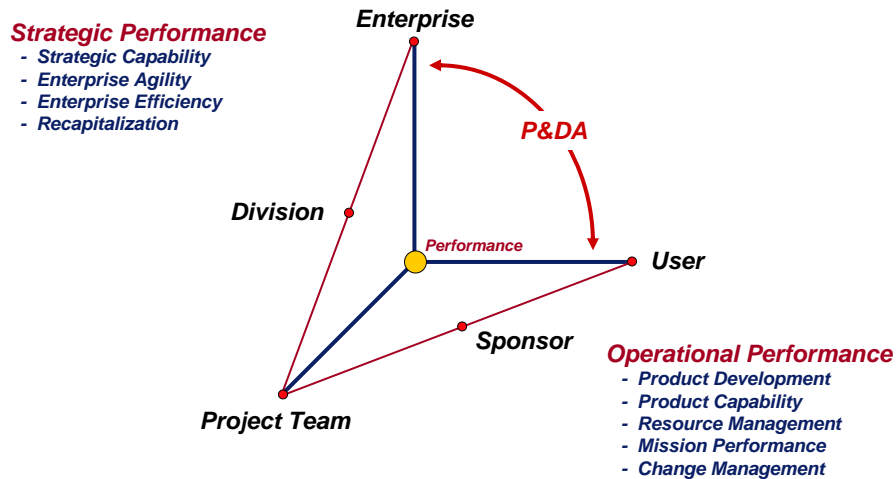 Enterprise
Strategic Performance
- Strategic Capability
- Enterprise Agility
- Enterprise Efficiency
- Recapitalization
P&DA
Division
Performance
User
Sponsor
Operational Performance
- Product Development
- Product Capability
- Resource Management
- Mission Performance
- Change Management
Project Team